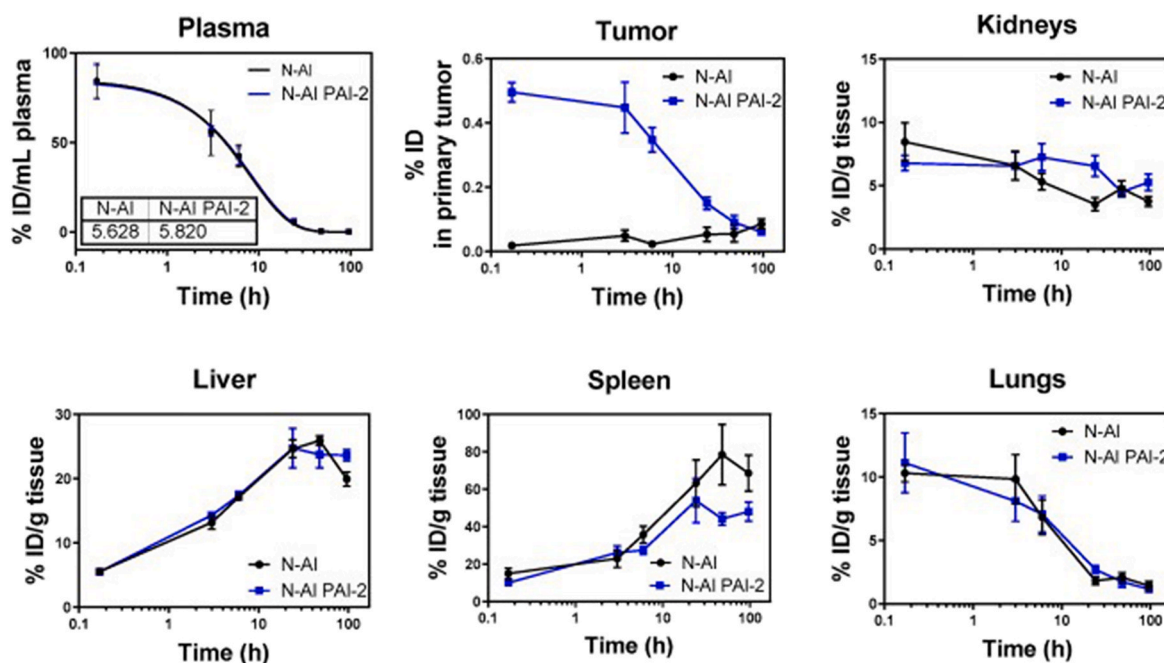 Plasma
% ID/mL plasma
100
50
0
N-AI
N-AI PAI-2
N-AI N-AI PAI-2
5.628 5.820
0.1 1 10 100
Time (h)
Tumor
% ID
in primary tumor
0.6
0.4
0.2
0.0
N-AI
N-AI PAI-2
0.1 1 10 100
Time (h)
Kidneys
% ID/g tissue
15
10
5
0
N-AI
N-AI PAI-2
0.1 1 10 100
Time (h)
Liver
% ID/g tissue
30
20
10
0
N-AI
N-AI PAI-2
0.1 1 10 100
Time (h)
Spleen
% ID/g tissue
100
80
60
40
20
0
N-AI
N-AI PAI-2
0.1 1 10 100
Time (h)
Lungs
% ID/g tissue
15
10
5
0
N-AI
N-AI PAI-2
0.1 1 10 100
Time (h)